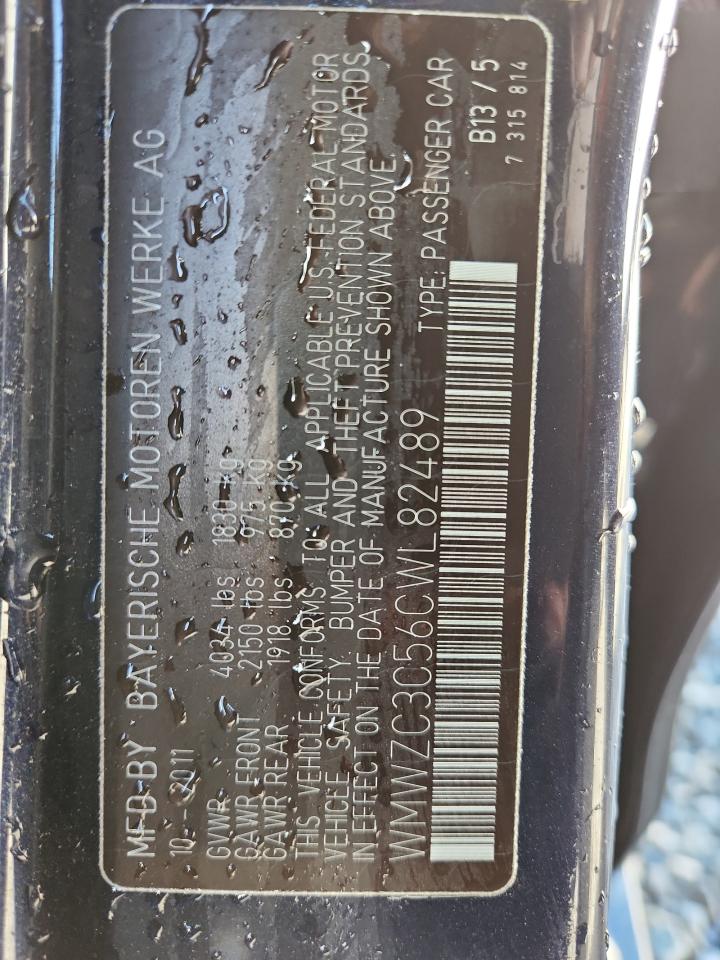 MFD BY BAYERISCHE MOTOREN WERKE AG
10 - 2011
GVWR 4034 lbs 1830 kg
GAWR FRONT 2150 lbs 975 kg
GAWR REAR 1918 lbs 870 kg
THIS VEHICLE CONFORMS TO ALL APPLICABLE U.S. FEDERAL MOTOR
VEHICLE SAFETY, BUMPER AND THEFT PREVENTION STANDARDS
IN EFFECT ON THE DATE OF MANUFACTURE SHOWN ABOVE.
WMWZC3C56CWL82489 TYPE: PASSENGER CAR
B13 / 5
7 315 814